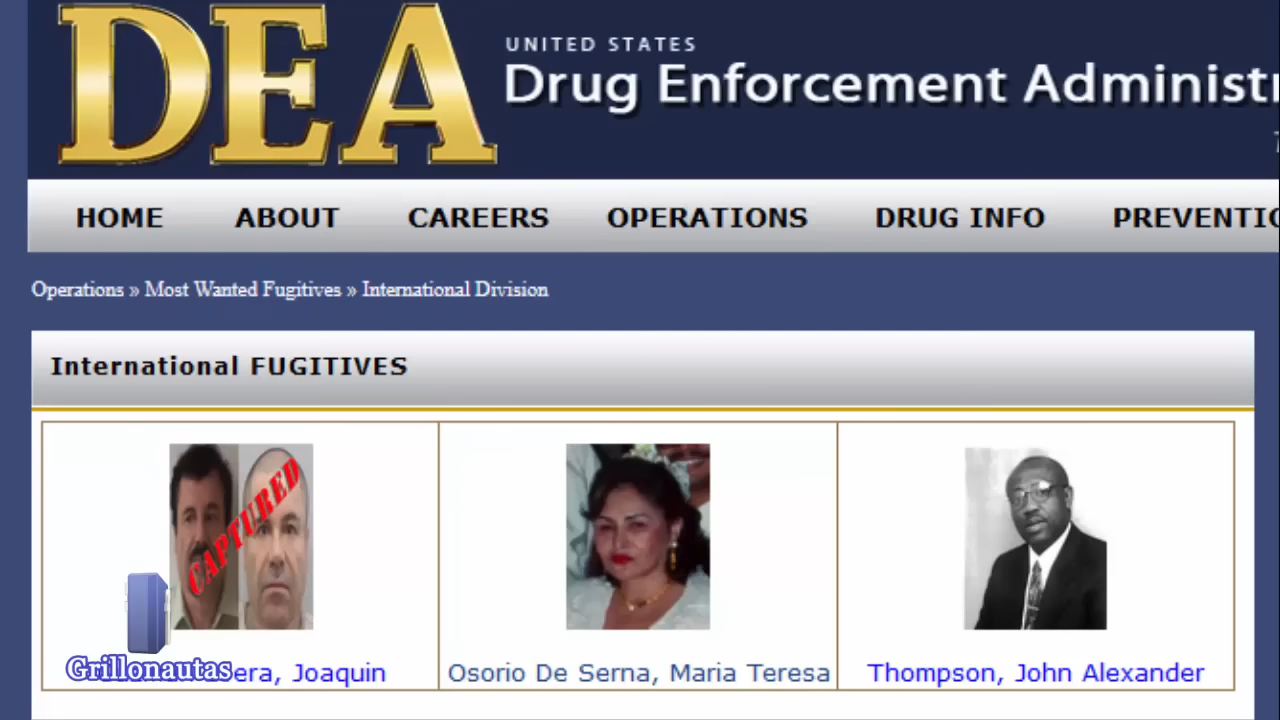 DEA
UNITED STATES
Drug Enforcement Administr
HOME ABOUT CAREERS OPERATIONS DRUG INFO PREVENTIO
Operations » Most Wanted Fugitives » International Division
International FUGITIVES
CAPTURED
Grillonautas
era, Joaquin
Osorio De Serna, Maria Teresa
Thompson, John Alexander